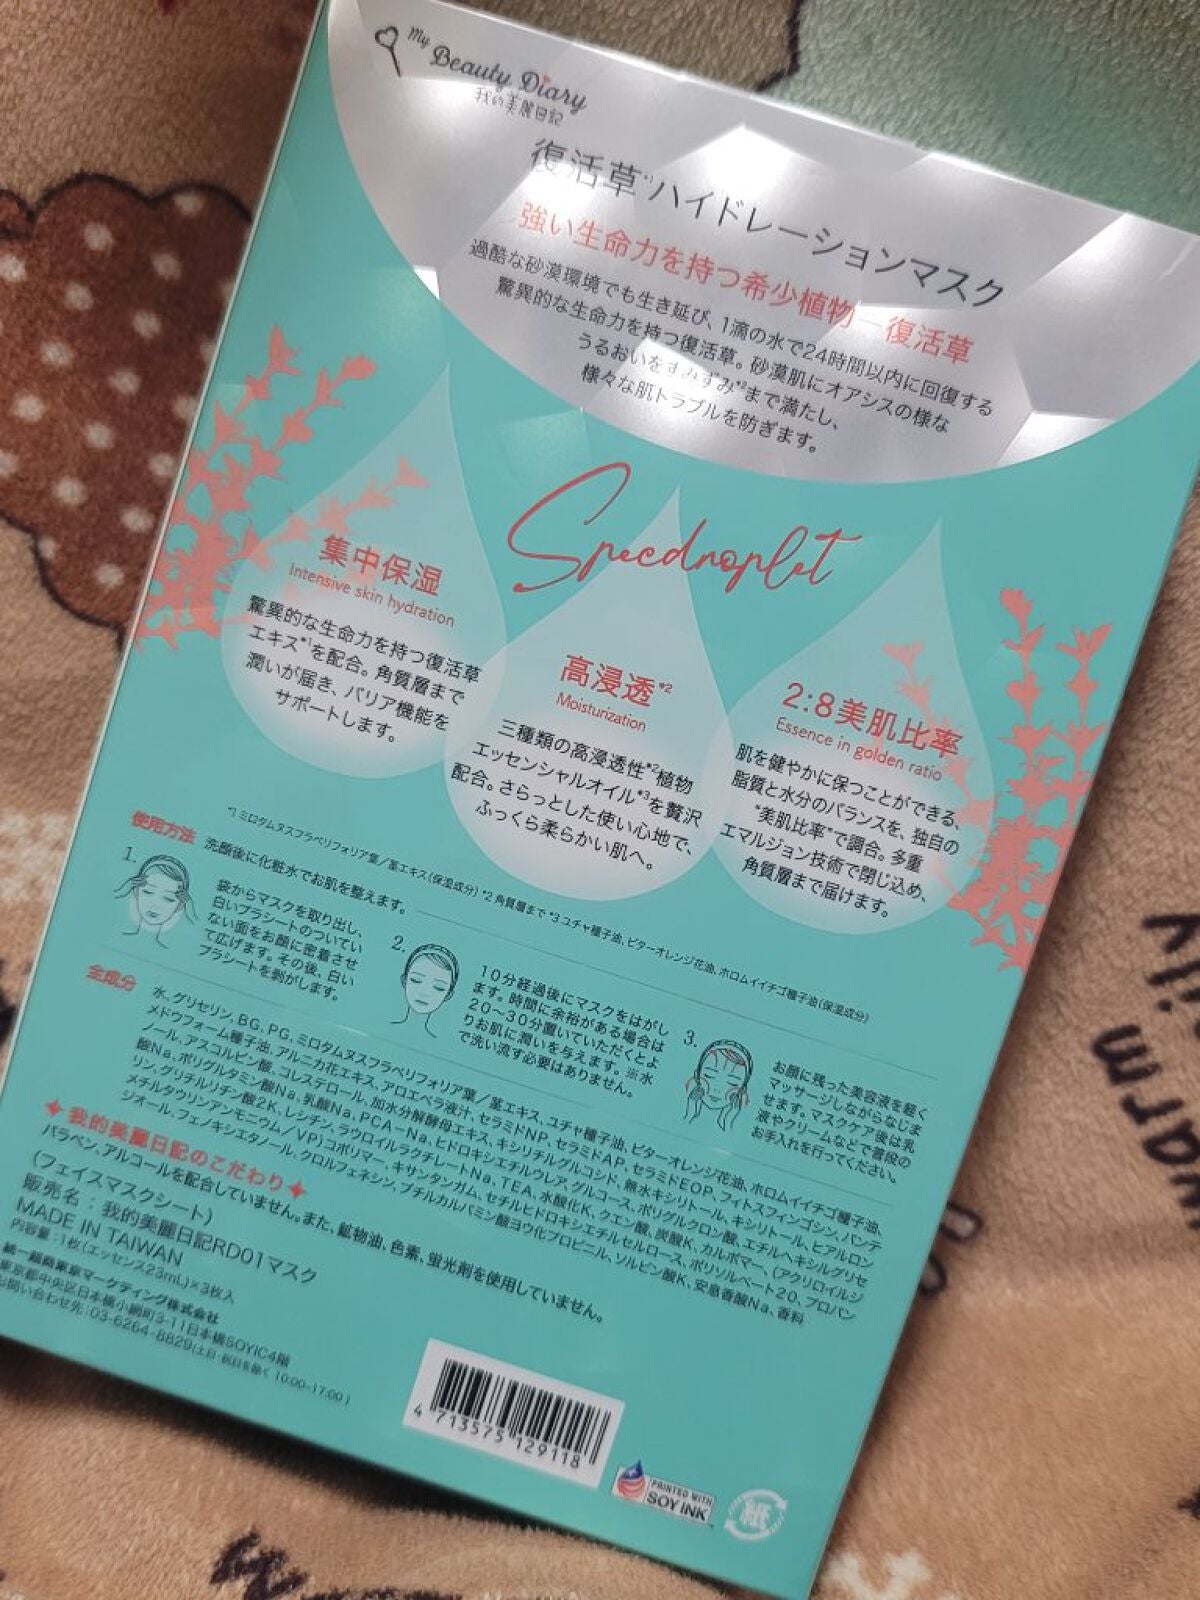 My
Beauty Diary
我的美麗日記
復活草*¹ハイドレーションマスク
強い生命力を持つ希少植物―復活草
過酷な砂漠環境でも生き延び、1滴の水で24時間以内に回復する
驚異的な生命力を持つ復活草。砂漠肌にオアシスの様な
うるおいをすみずみ*²まで満たし、
様々な肌トラブルを防ぎます。
Specdroplet
集中保湿
Intensive skin hydration
驚異的な生命力を持つ復活草
エキス*¹を配合。角質層まで
潤いが届き、バリア機能を
サポートします。
高浸透*²
Moisturization
三種類の高浸透性*²植物
エッセンシャルオイル*³を贅沢
配合。さらっとした使い心地で、
ふっくら柔らかい肌へ。
2:8美肌比率
Essence in golden ratio
肌を健やかに保つことができる、
脂質と水分のバランスを、独自の
“美肌比率”で調合。多重
エマルジョン技術で閉じ込め、
角質層まで届けます。
*1 ミロタムヌスフラベリフォリア葉／茎エキス(保湿成分) *2 角質層まで *3 ユチャ種子油、ビターオレンジ花油、ホロムイイチゴ種子油(保湿成分)
使用方法
洗顔後に化粧水でお肌を整えます。
1.
袋からマスクを取り出し、
白いプラシートのついてい
ない面をお顔に密着させ
て広げます。その後、白い
プラシートを剥がします。
2.
10分経過後にマスクをはがし
ます。時間に余裕がある場合は
20～30分置いていただくとよ
りお肌に潤いを与えます。※水
で洗い流す必要はありません。
3.
お顔に残った美容液を軽く
マッサージしながらなじま
せます。マスクケア後は乳
液やクリームなどで普段の
お手入れを行ってください。
全成分
水、グリセリン、BG、PG、ミロタムヌスフラベリフォリア葉／茎エキス、ユチャ種子油、ビターオレンジ花油、ホロムイイチゴ種子油、
メドウフォーム種子油、アルニカ花エキス、アロエベラ液汁、セラミドNP、セラミドAP、セラミドEOP、フィトスフィンゴシン、パンテ
ノール、アスコルビン酸、コレステロール、加水分解酵母エキス、キシリチルグルコシド、無水キシリトール、キシリトール、ヒアルロン
酸Na、ポリグルタミン酸Na、乳酸Na、PCA-Na、ヒドロキシエチルウレア、グルコース、ポリグルクロン酸、エチルヘキシルグリセ
リン、グリチルリチン酸2K、レシチン、ラウロイルラクチレートNa、TEA、水酸化K、クエン酸、炭酸K、カルボマー、(アクリロイルジ
メチルタウリンアンモニウム／VP)コポリマー、キサンタンガム、セチルヒドロキシエチルセルロース、ポリソルベート20、プロパン
ジオール、フェノキシエタノール、クロルフェネシン、ブチルカルバミン酸ヨウ化プロピニル、ソルビン酸K、安息香酸Na、香料
我的美麗日記のこだわり
パラベン、アルコールを配合していません。また、鉱物油、色素、蛍光剤を使用していません。
(フェイスマスクシート)
販売名：我的美麗日記RD01マスク
MADE IN TAIWAN
内容量：1枚(エッセンス23mL)×3枚入
統一超商東京マーケティング株式会社
東京都中央区日本橋小網町3-11日本橋SOYIC4階
お問い合わせ先：03-6264-8829(土日・祝日を除く 10:00-17:00)
4 713575 129118
PRINTED WITH
SOY INK
紙
warm